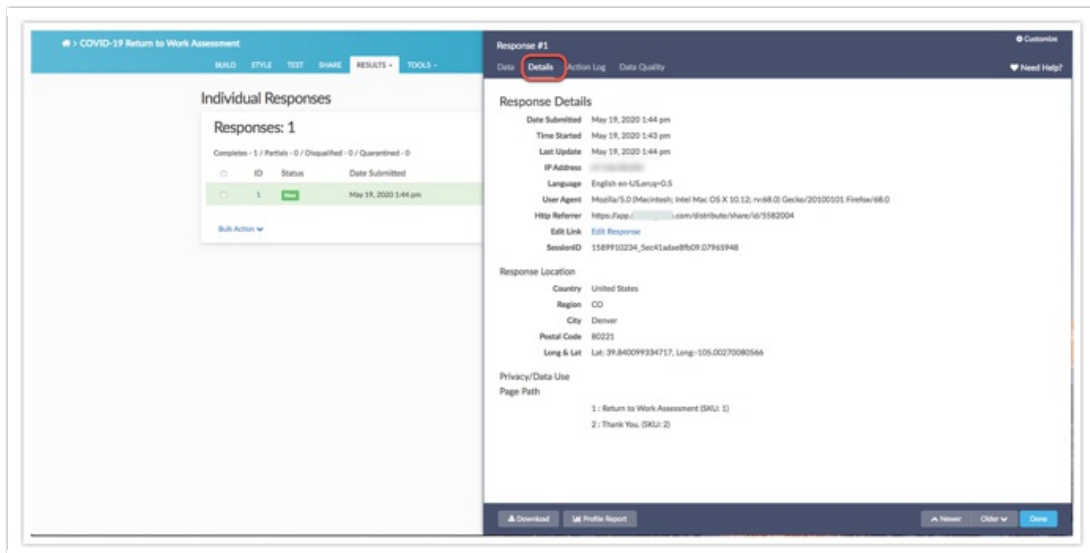 > COVID-19 Return to Work Assessment
BUILD STYLE TEST SHARE RESULTS TOOLS
Individual Responses
Responses: 1
Completes - 1 / Partials - 0 / Disqualified - 0 / Quarantined - 0
ID Status Date Submitted
1 New May 19, 2020 1:44 pm
Bulk Action
Response #1
Customize
Data Details Action Log Data Quality
Need Help?
Response Details
Date Submitted May 19, 2020 1:44 pm
Time Started May 19, 2020 1:43 pm
Last Update May 19, 2020 1:44 pm
IP Address
Language English en-US,en;q=0.5
User Agent Mozilla/5.0 (Macintosh; Intel Mac OS X 10.12; rv:68.0) Gecko/20100101 Firefox/68.0
Http Referrer https://app. .com/distribute/share/id/5582004
Edit Link Edit Response
SessionID
Response Location
Country United States
Region CO
City Denver
Postal Code 80221
Long & Lat Lat: 39.840099334717, Long:-105.00270080566
Privacy/Data Use
Page Path
1 : Return to Work Assessment (SKU: 1)
2 : Thank You. (SKU: 2)
Download Profile Report Newer Older Done